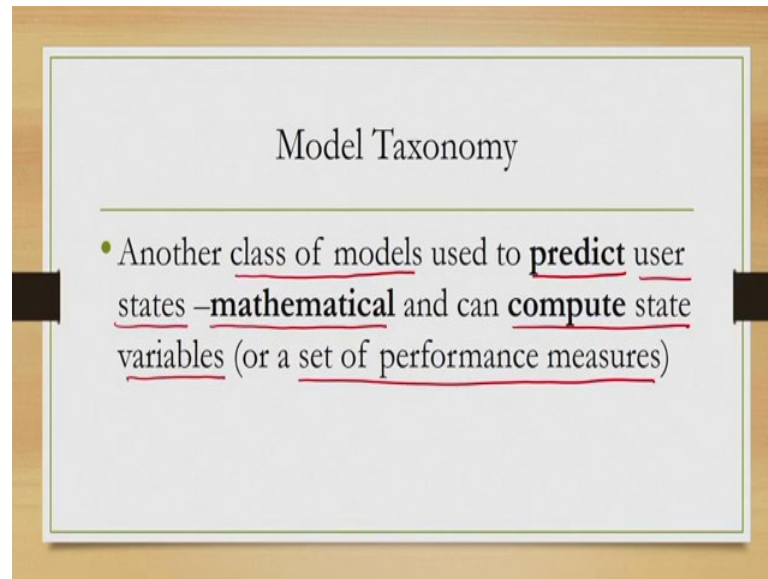 Model Taxonomy
• Another class of models used to predict user
states –mathematical and can compute state
variables (or a set of performance measures)